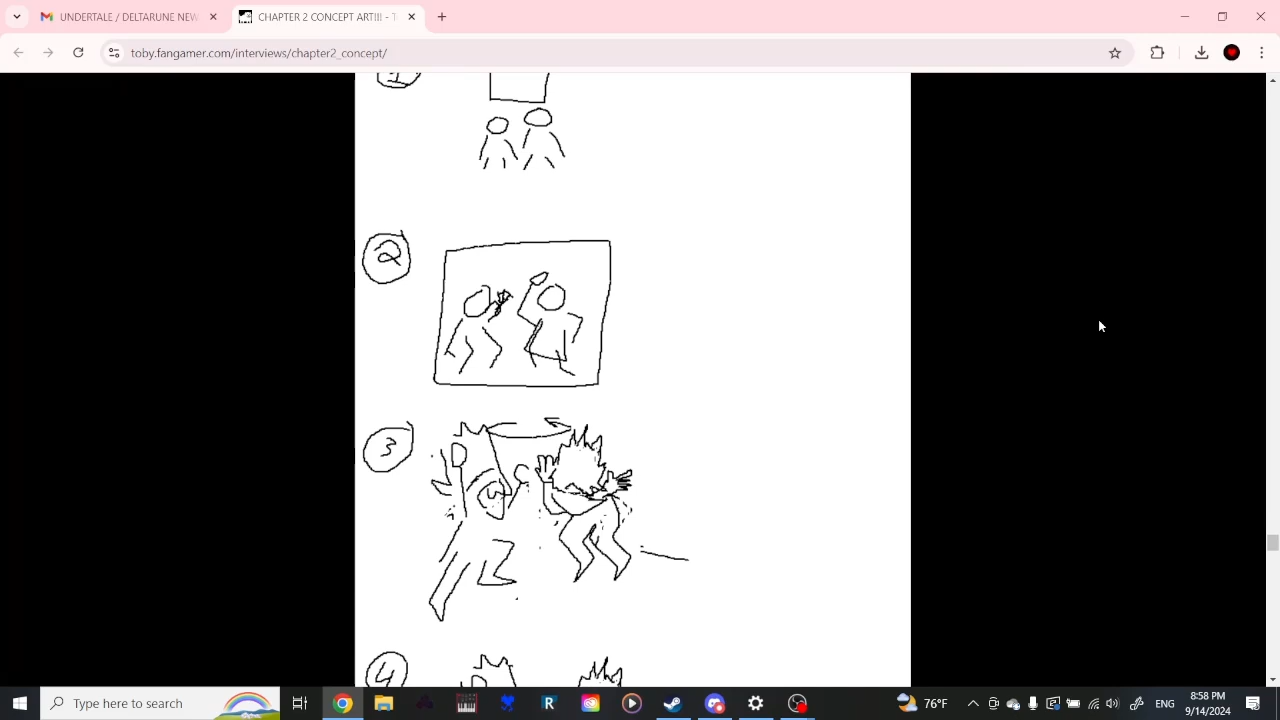 UNDERTALE / DELTARUNE NEW
CHAPTER 2 CONCEPT ART!!! - T
toby.fangamer.com/interviews/chapter2_concept/
1
2
3
4
Type here to search
76°F
ENG
8:58 PM
9/14/2024